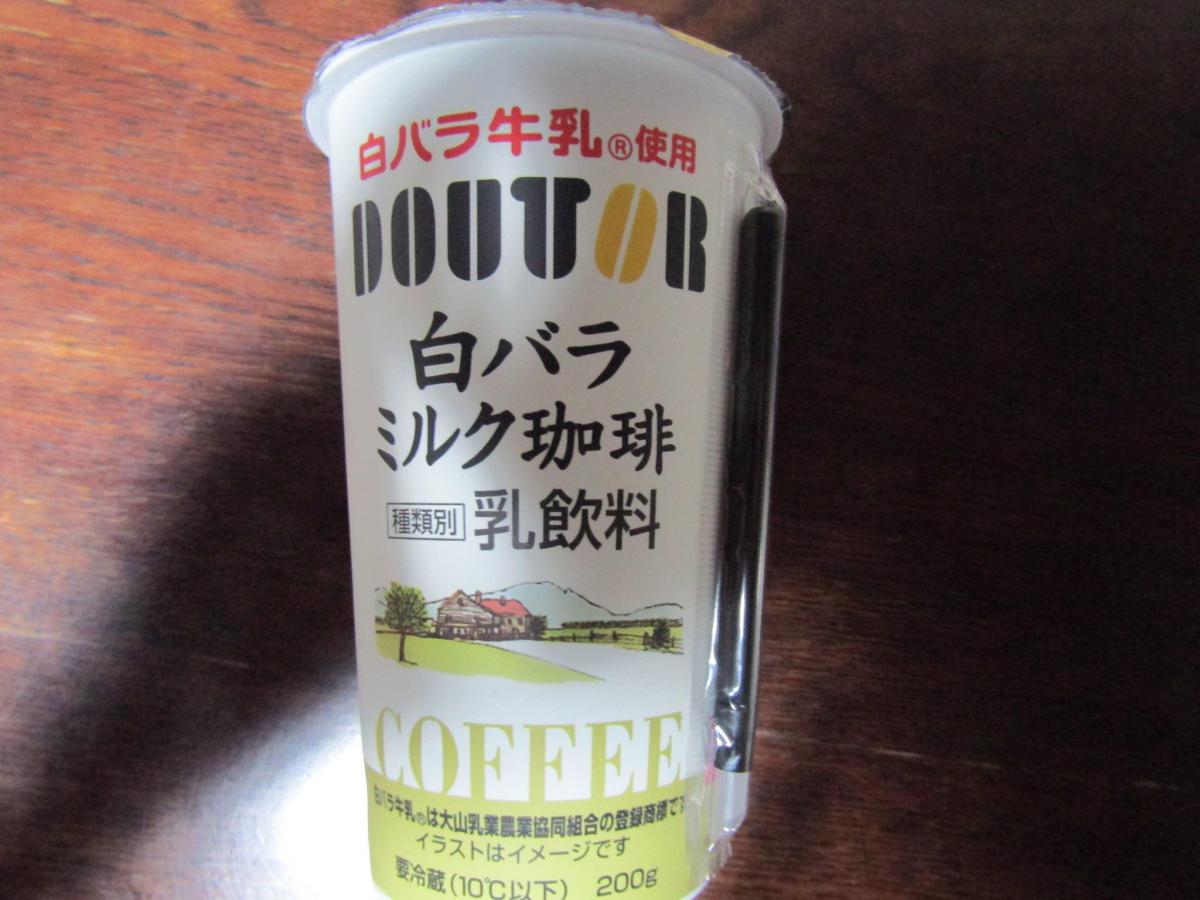 白バラ牛乳®使用
DOUTOR
白バラ
ミルク珈琲
種類別 乳飲料
COFFEE
白バラ牛乳®は大山乳業農業協同組合の登録商標です
イラストはイメージです
要冷蔵(10℃以下) 200g